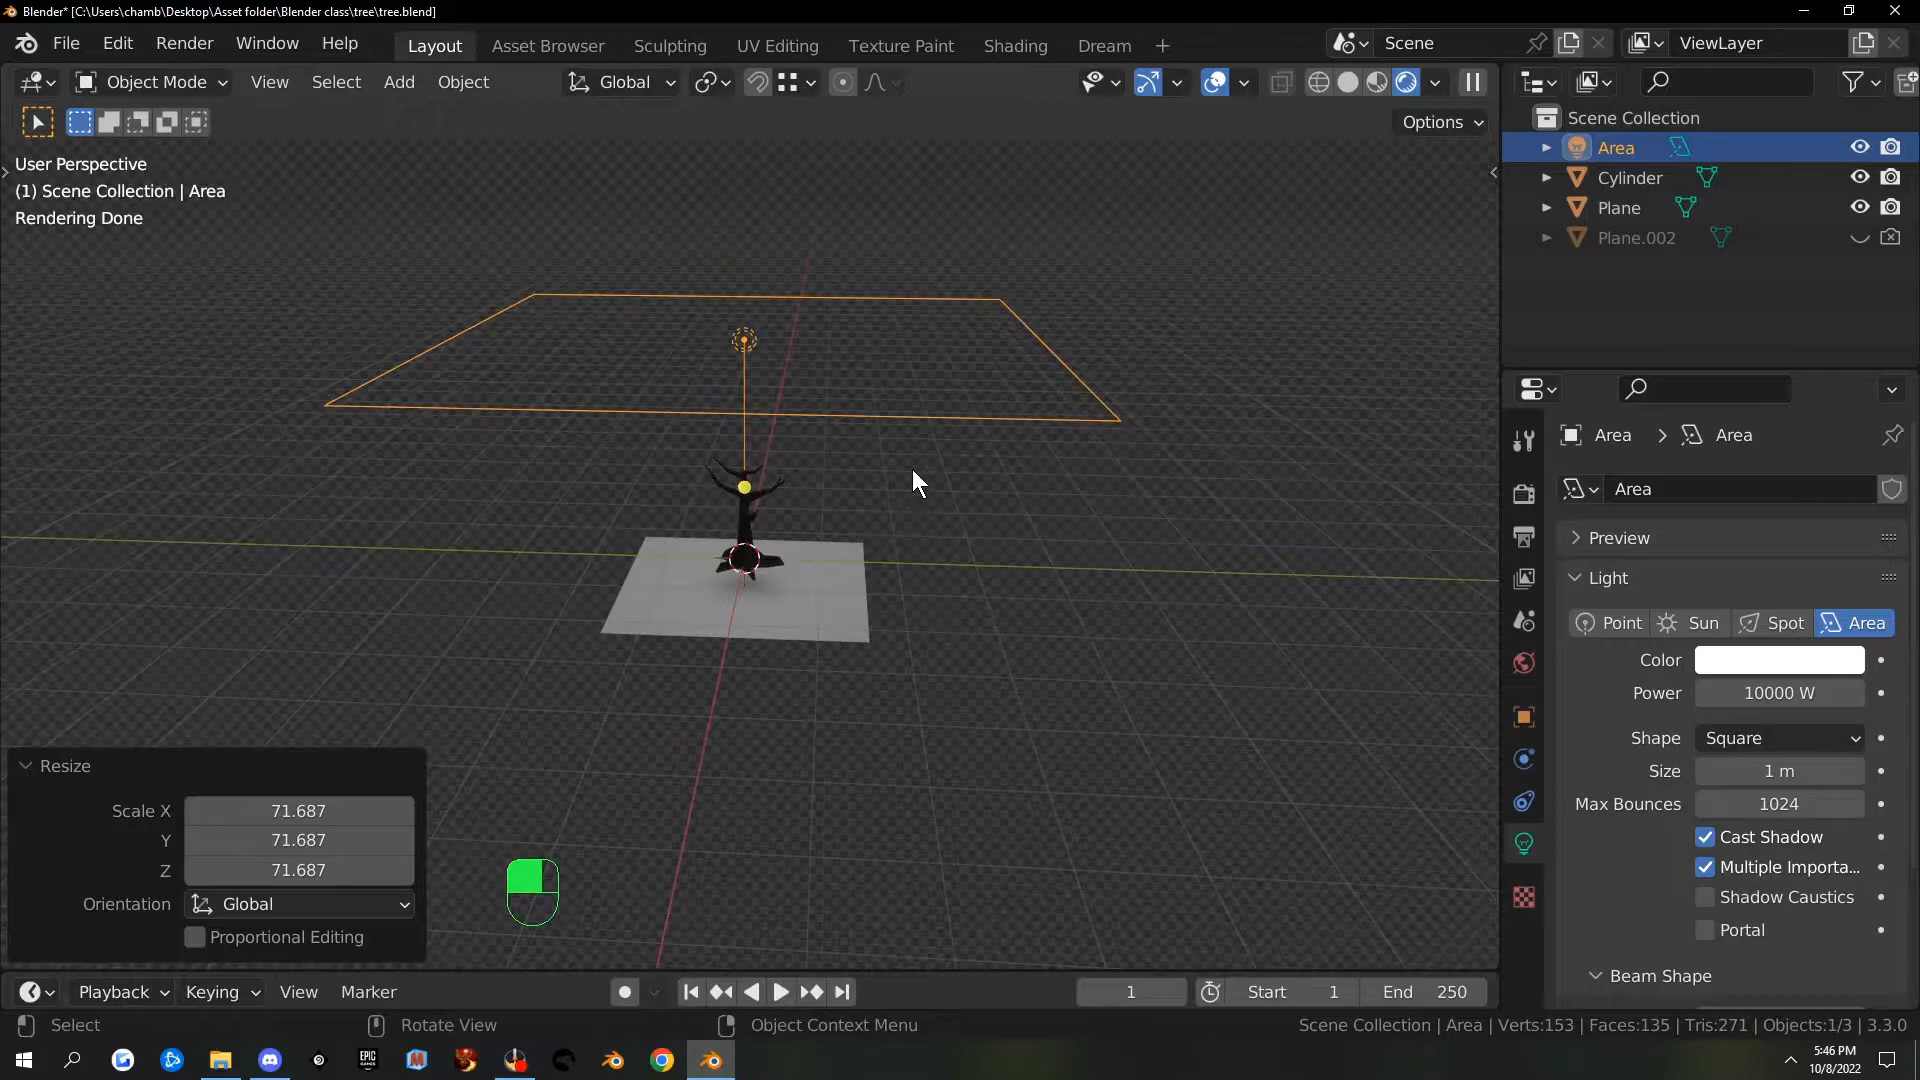 Blender* [C:\Users\chamb\Desktop\Asset folder\Blender class\tree\tree.blend]
File Edit Render Window Help Layout Asset Browser Sculpting UV Editing Texture Paint Shading Dream + Scene ViewLayer
Object Mode View Select Add Object Global
Options
User Perspective
(1) Scene Collection | Area
Rendering Done
Scene Collection
Area
Cylinder
Plane
Plane.002
Area > Area
Area
Preview
Light
Point Sun Spot Area
Color
Power 10000 W
Shape Square
Size 1 m
Max Bounces 1024
Cast Shadow
Multiple Importa...
Shadow Caustics
Portal
Beam Shape
Resize
Scale X 71.687
Y 71.687
Z 71.687
Orientation Global
Proportional Editing
Playback Keying View Marker 1 Start 1 End 250
Select Rotate View Object Context Menu Scene Collection | Area | Verts:153 | Faces:135 | Tris:271 | Objects:1/3 | 3.3.0
EPIC GAMES
5:46 PM
10/8/2022